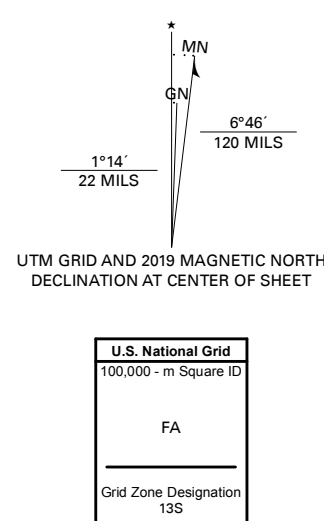 ★
MN
GN
6°46´
120 MILS
1°14´
22 MILS
UTM GRID AND 2019 MAGNETIC NORTH
DECLINATION AT CENTER OF SHEET
U.S. National Grid
100,000 - m Square ID
FA
Grid Zone Designation
13S